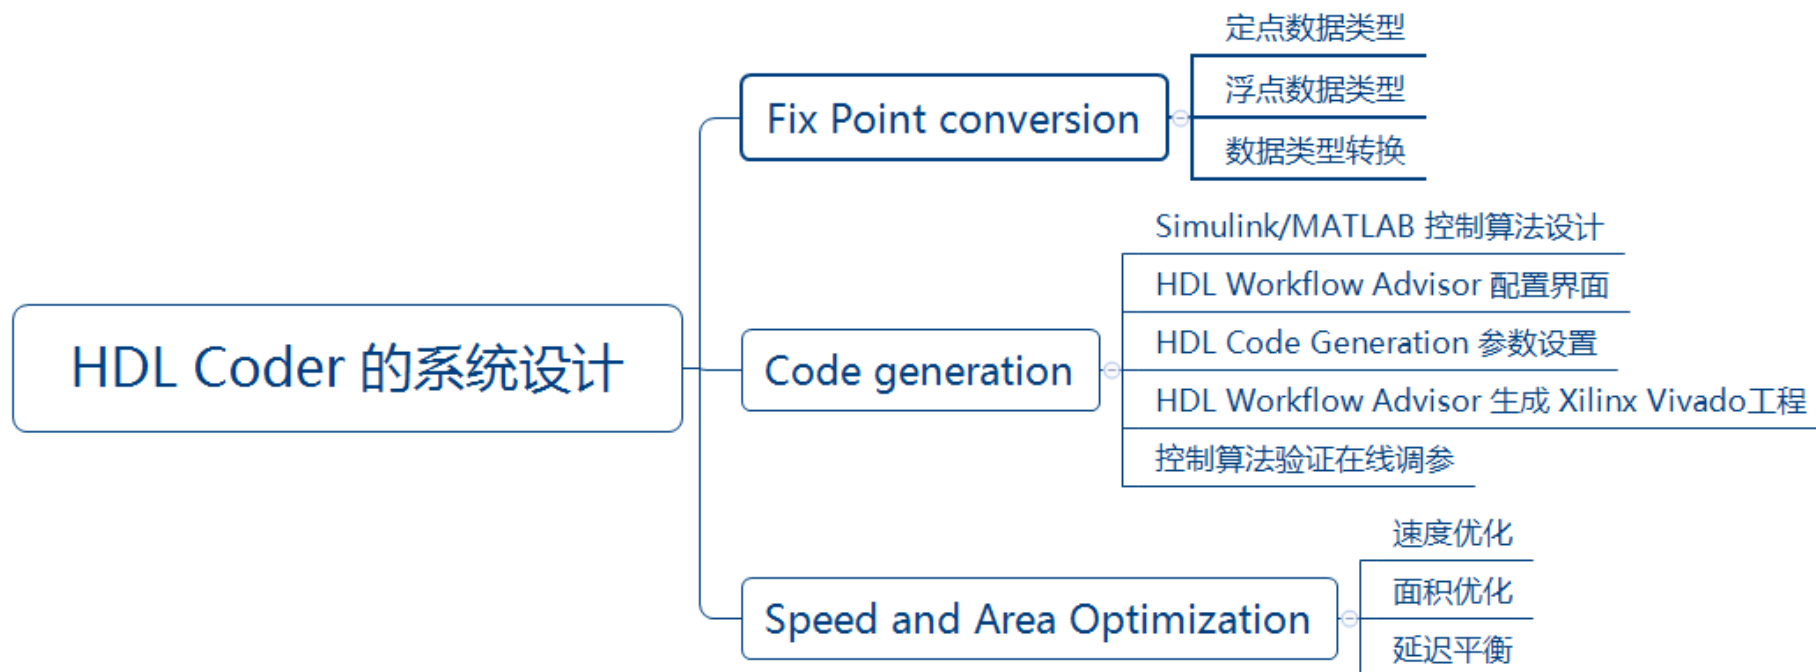 HDL Coder 的系统设计
Fix Point conversion
定点数据类型
浮点数据类型
数据类型转换
Code generation
Simulink/MATLAB 控制算法设计
HDL Workflow Advisor 配置界面
HDL Code Generation 参数设置
HDL Workflow Advisor 生成 Xilinx Vivado工程
控制算法验证在线调参
Speed and Area Optimization
速度优化
面积优化
延迟平衡